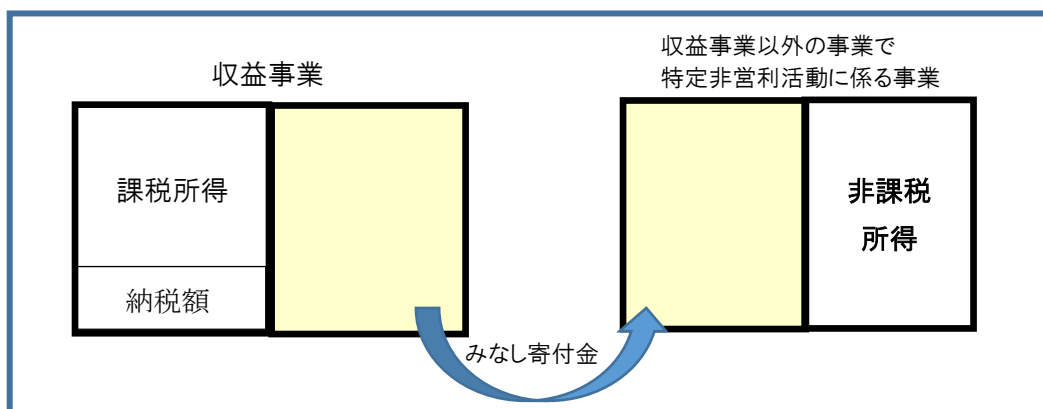 収益事業
収益事業以外の事業で
特定非営利活動に係る事業
課税所得
納税額
非課税
所得
みなし寄付金